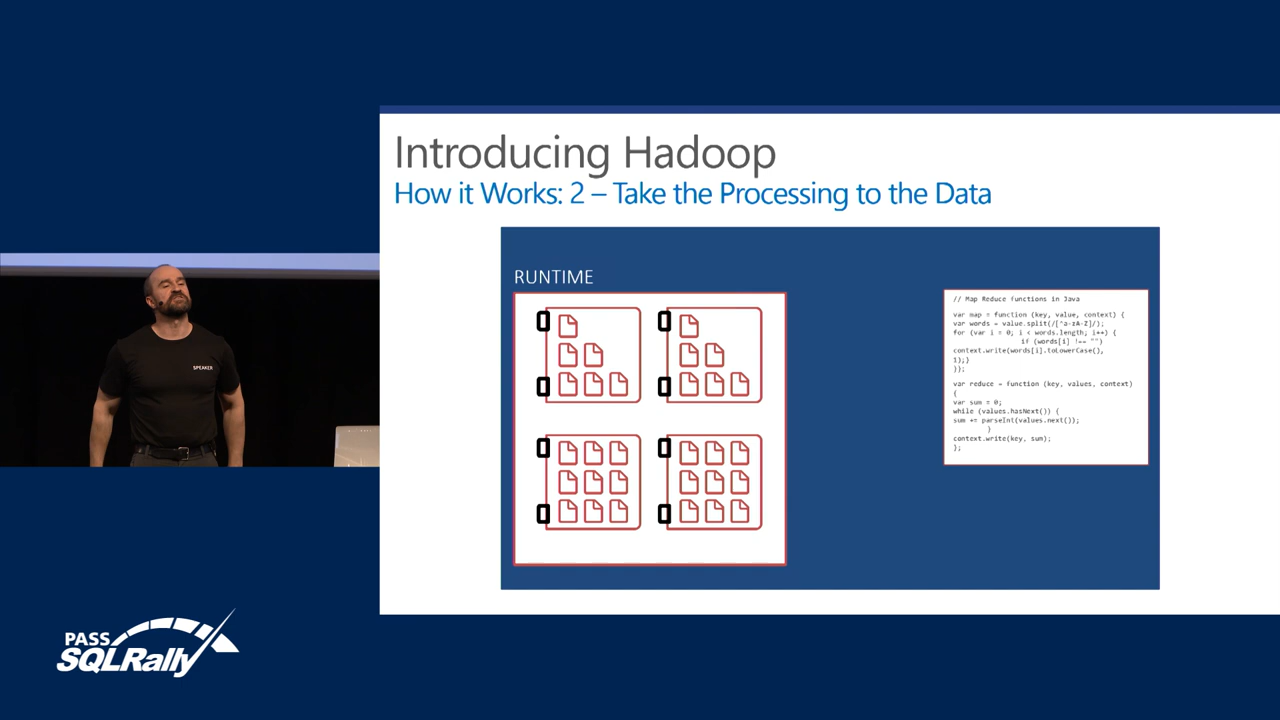 Introducing Hadoop
How it Works: 2 – Take the Processing to the Data
RUNTIME
// Map Reduce functions in Java
var map = function (key, value, context) {
var words = value.split(/[^a-zA-Z]/);
for (var i = 0; i < words.length; i++) {
if (words[i] !== "")
context.write(words[i].toLowerCase(),
1);}
}};
var reduce = function (key, values, context)
{
var sum = 0;
while (values.hasNext()) {
sum += parseInt(values.next());
}
context.write(key, sum);
};
SPEAKER
PASS
SQLRally